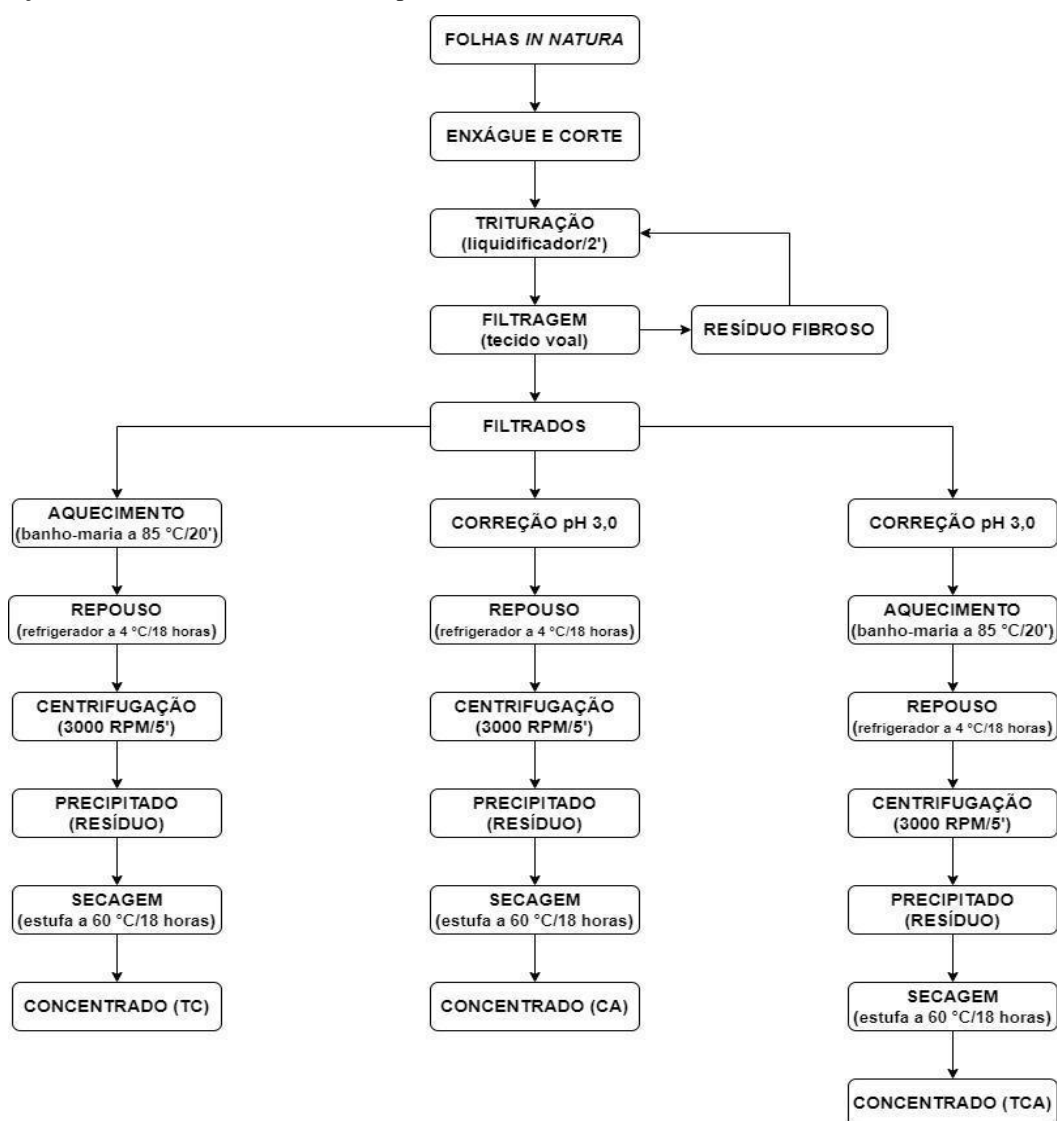 FOLHAS IN NATURA
ENXÁGUE E CORTE
TRITURAÇÃO
(liquidificador/2')
FILTRAGEM
(tecido voal)
RESÍDUO FIBROSO
FILTRADOS
AQUECIMENTO
(banho-maria a 85 °C/20')
REPOUSO
(refrigerador a 4 °C/18 horas)
CENTRIFUGAÇÃO
(3000 RPM/5')
PRECIPITADO
(RESÍDUO)
SECAGEM
(estufa a 60 °C/18 horas)
CONCENTRADO (TC)
CORREÇÃO pH 3,0
REPOUSO
(refrigerador a 4 °C/18 horas)
CENTRIFUGAÇÃO
(3000 RPM/5')
PRECIPITADO
(RESÍDUO)
SECAGEM
(estufa a 60 °C/18 horas)
CONCENTRADO (CA)
CORREÇÃO pH 3,0
AQUECIMENTO
(banho-maria a 85 °C/20')
REPOUSO
(refrigerador a 4 °C/18 horas)
CENTRIFUGAÇÃO
(3000 RPM/5')
PRECIPITADO
(RESÍDUO)
SECAGEM
(estufa a 60 °C/18 horas)
CONCENTRADO (TCA)